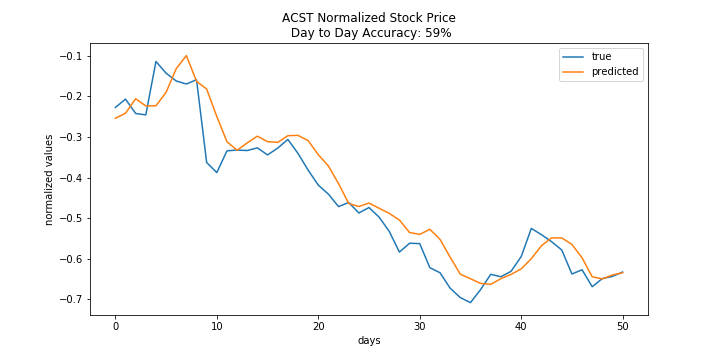 ACST Normalized Stock Price
Day to Day Accuracy: 59%
true
predicted
normalized values
−0.1
−0.2
−0.3
−0.4
−0.5
−0.6
−0.7
0
10
20
30
40
50
days